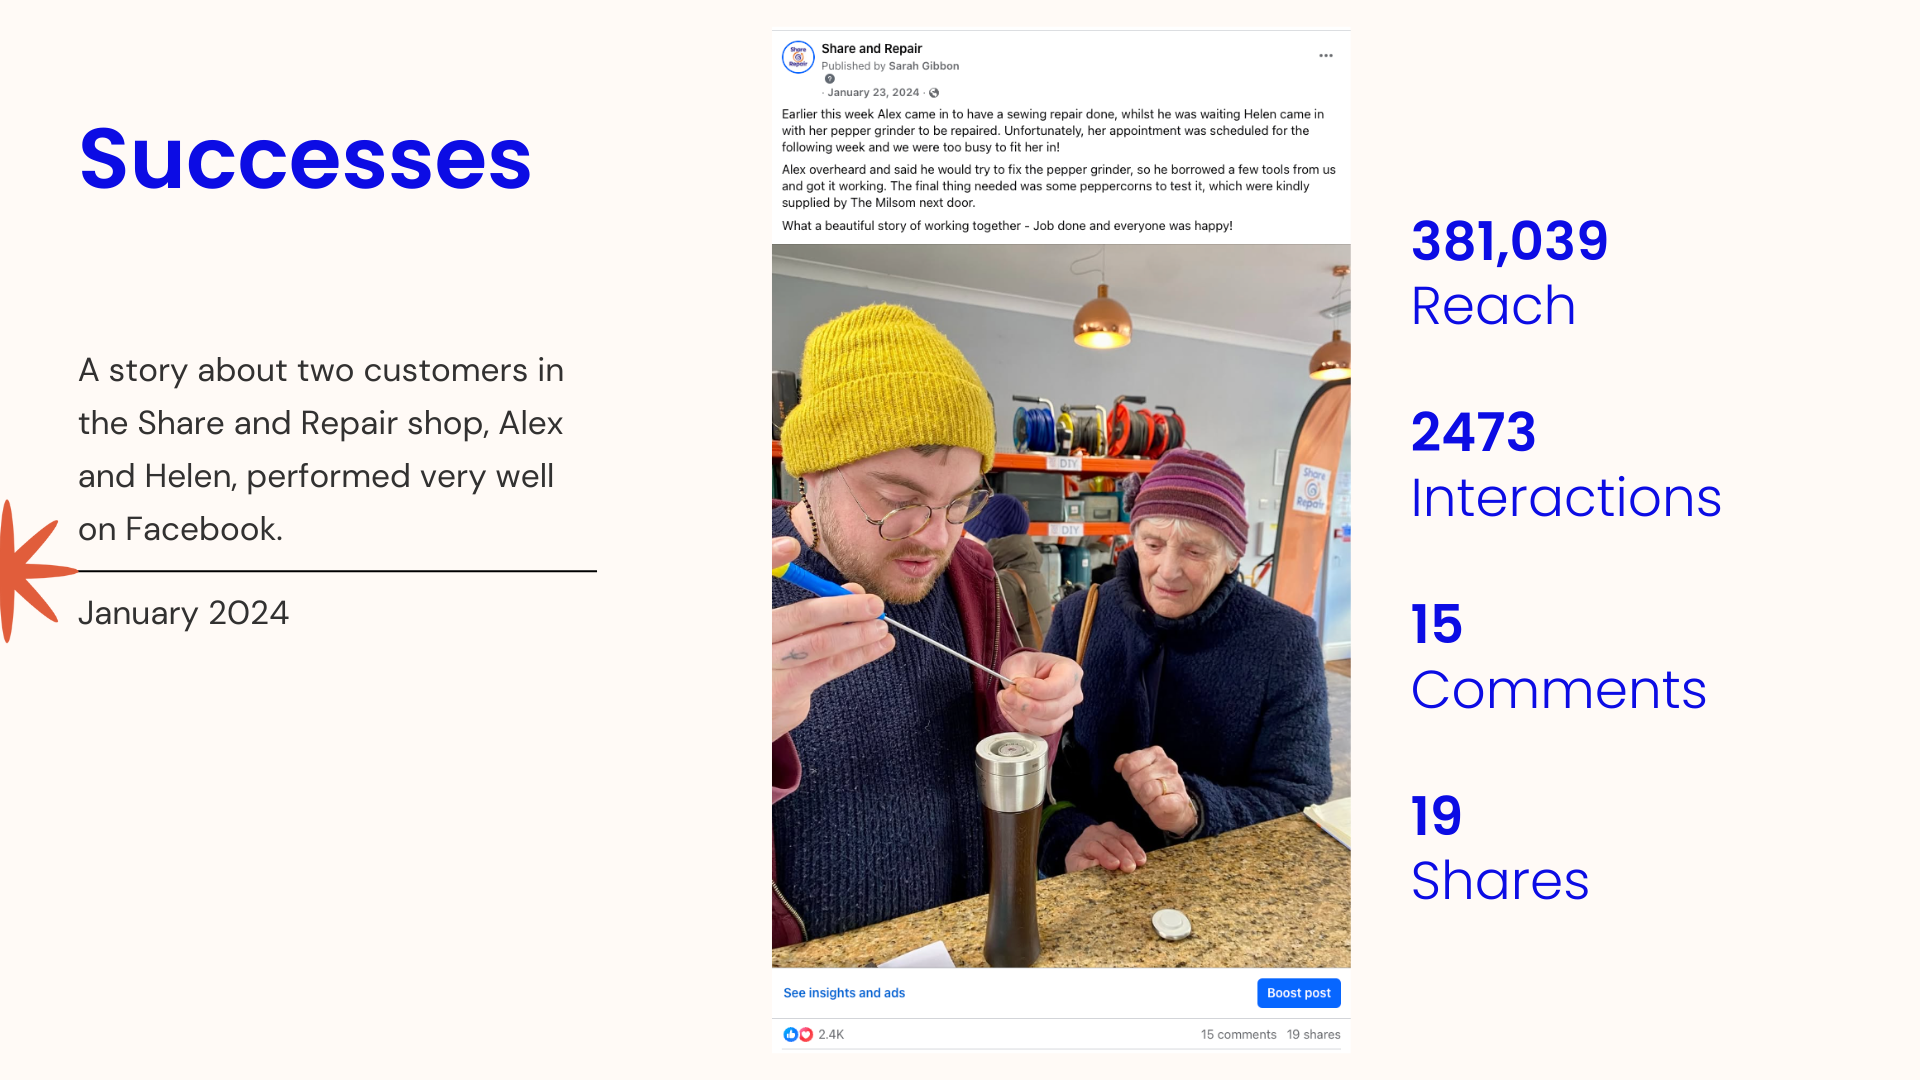 Successes
A story about two customers in
the Share and Repair shop, Alex
and Helen, performed very well
on Facebook.
January 2024
Share and Repair
Published by Sarah Gibbon
· January 23, 2024 ·
Earlier this week Alex came in to have a sewing repair done, whilst he was waiting Helen came in
with her pepper grinder to be repaired. Unfortunately, her appointment was scheduled for the
following week and we were too busy to fit her in!
Alex overheard and said he would try to fix the pepper grinder, so he borrowed a few tools from us
and got it working. The final thing needed was some peppercorns to test it, which were kindly
supplied by The Milsom next door.
What a beautiful story of working together - Job done and everyone was happy!
DIY
DIY
Share
Repair
See insights and ads
Boost post
2.4K
15 comments 19 shares
381,039
Reach
2473
Interactions
15
Comments
19
Shares